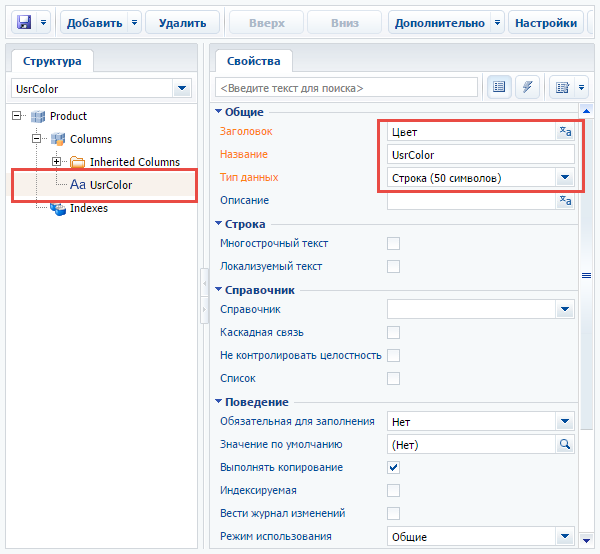 Добавить Удалить Вверх Вниз Дополнительно Настройки
Структура
UsrColor
Product
Columns
Inherited Columns
Aa UsrColor
Indexes
Свойства
<Введите текст для поиска>
Общие
Заголовок Цвет
Название UsrColor
Тип данных Строка (50 символов)
Описание
Строка
Многострочный текст
Локализуемый текст
Справочник
Справочник
Каскадная связь
Не контролировать целостность
Список
Поведение
Обязательная для заполнения Нет
Значение по умолчанию (Нет)
Выполнять копирование
Индексируемая
Вести журнал изменений
Режим использования Общие